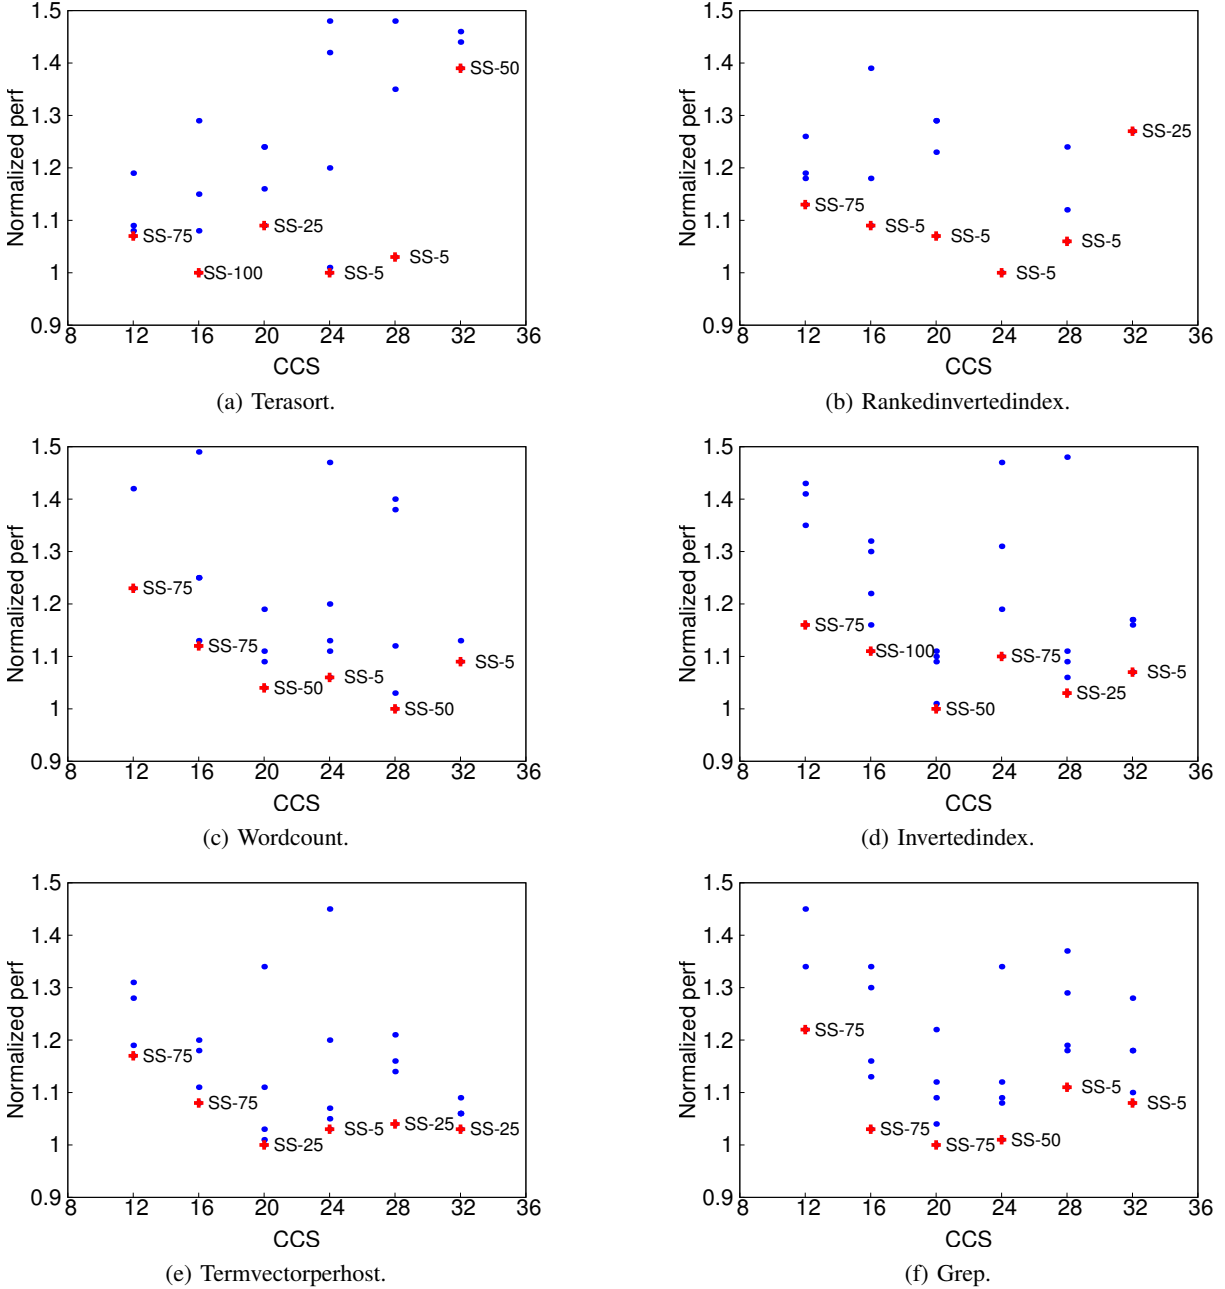 1.5
1.4
1.3
1.2
1.1
1
0.9
Normalized perf
SS-75
SS-100
SS-25
SS-5
SS-5
SS-50
8 12 16 20 24 28 32 36
CCS
(a) Terasort.
1.5
1.4
1.3
1.2
1.1
1
0.9
Normalized perf
SS-75
SS-5
SS-5
SS-5
SS-5
SS-25
8 12 16 20 24 28 32 36
CCS
(b) Rankedinvertedindex.
1.5
1.4
1.3
1.2
1.1
1
0.9
Normalized perf
SS-75
SS-75
SS-50
SS-5
SS-50
SS-5
8 12 16 20 24 28 32 36
CCS
(c) Wordcount.
1.5
1.4
1.3
1.2
1.1
1
0.9
Normalized perf
SS-75
SS-100
SS-50
SS-75
SS-25
SS-5
8 12 16 20 24 28 32 36
CCS
(d) Invertedindex.
1.5
1.4
1.3
1.2
1.1
1
0.9
Normalized perf
SS-75
SS-75
SS-25
SS-5
SS-25
SS-25
8 12 16 20 24 28 32 36
CCS
(e) Termvectorperhost.
1.5
1.4
1.3
1.2
1.1
1
0.9
Normalized perf
SS-75
SS-75
SS-75
SS-50
SS-5
SS-5
8 12 16 20 24 28 32 36
CCS
(f) Grep.